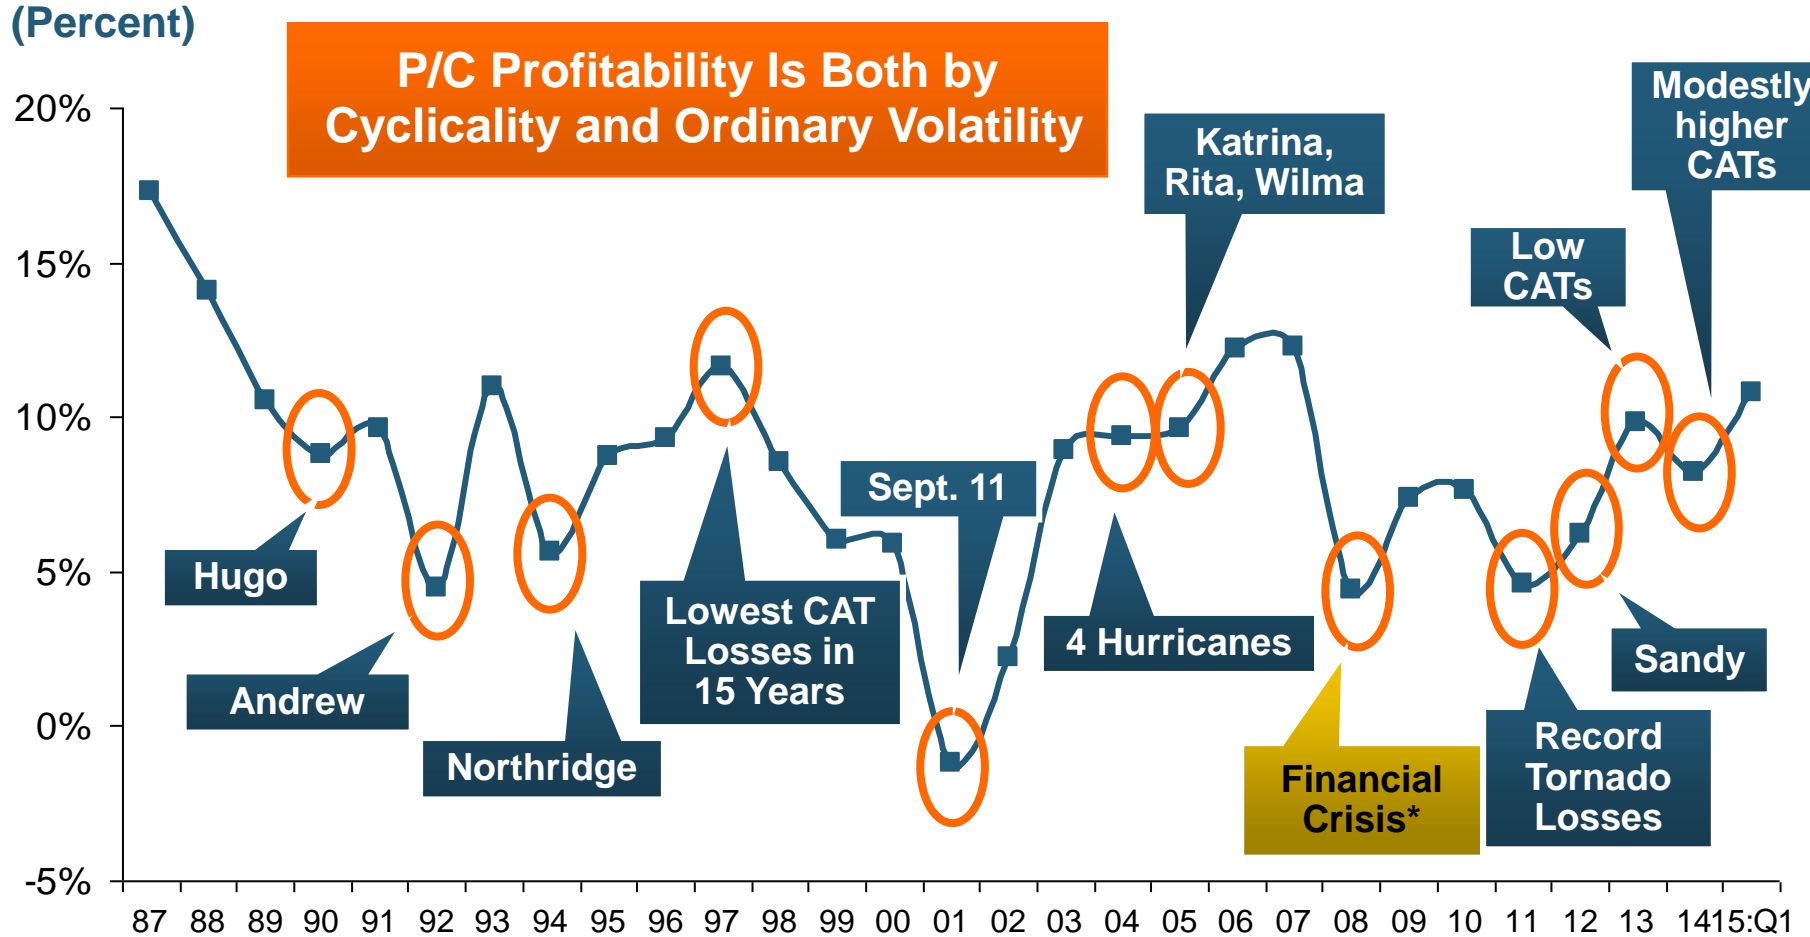 (Percent)
P/C Profitability Is Both by
Cyclicality and Ordinary Volatility
20%
15%
10%
5%
0%
-5%
Hugo
Andrew
Northridge
Lowest CAT
Losses in
15 Years
Sept. 11
4 Hurricanes
Katrina,
Rita, Wilma
Financial
Crisis*
Record
Tornado
Losses
Sandy
Low
CATs
Modestly
higher
CATs
87 88 89 90 91 92 93 94 95 96 97 98 99 00 01 02 03 04 05 06 07 08 09 10 11 12 13 14 15:Q1